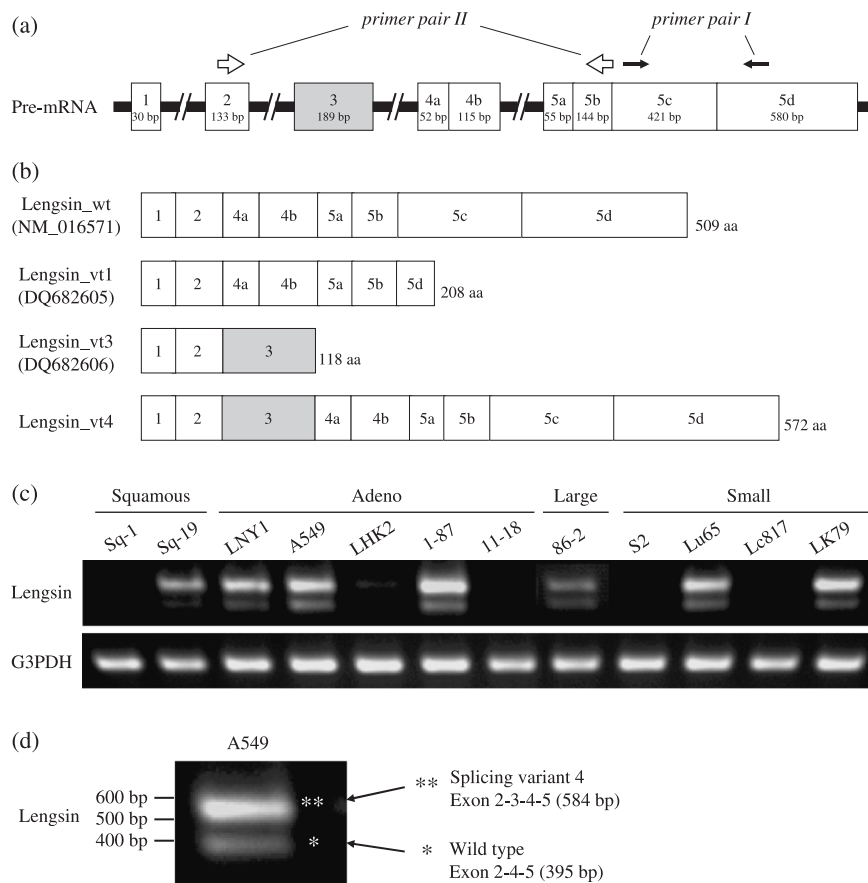 (a)
primer pair II
primer pair I
Pre-mRNA
1
30 bp
2
133 bp
3
189 bp
4a
52 bp
4b
115 bp
5a
55 bp
5b
144 bp
5c
421 bp
5d
580 bp
(b)
Lengsin_wt
(NM_016571)
1 2 4a 4b 5a 5b 5c 5d
509 aa
Lengsin_vt1
(DQ682605)
1 2 4a 4b 5a 5b 5d
208 aa
Lengsin_vt3
(DQ682606)
1 2 3
118 aa
Lengsin_vt4
1 2 3 4a 4b 5a 5b 5c 5d
572 aa
(c)
Squamous Adeno Large Small
Sq-1 Sq-19 LNY1 A549 LHK2 1-87 11-18 86-2 S2 Lu65 Lc817 LK79
Lengsin
G3PDH
(d)
A549
Lengsin
600 bp
500 bp
400 bp
**
*
** Splicing variant 4
Exon 2-3-4-5 (584 bp)
* Wild type
Exon 2-4-5 (395 bp)